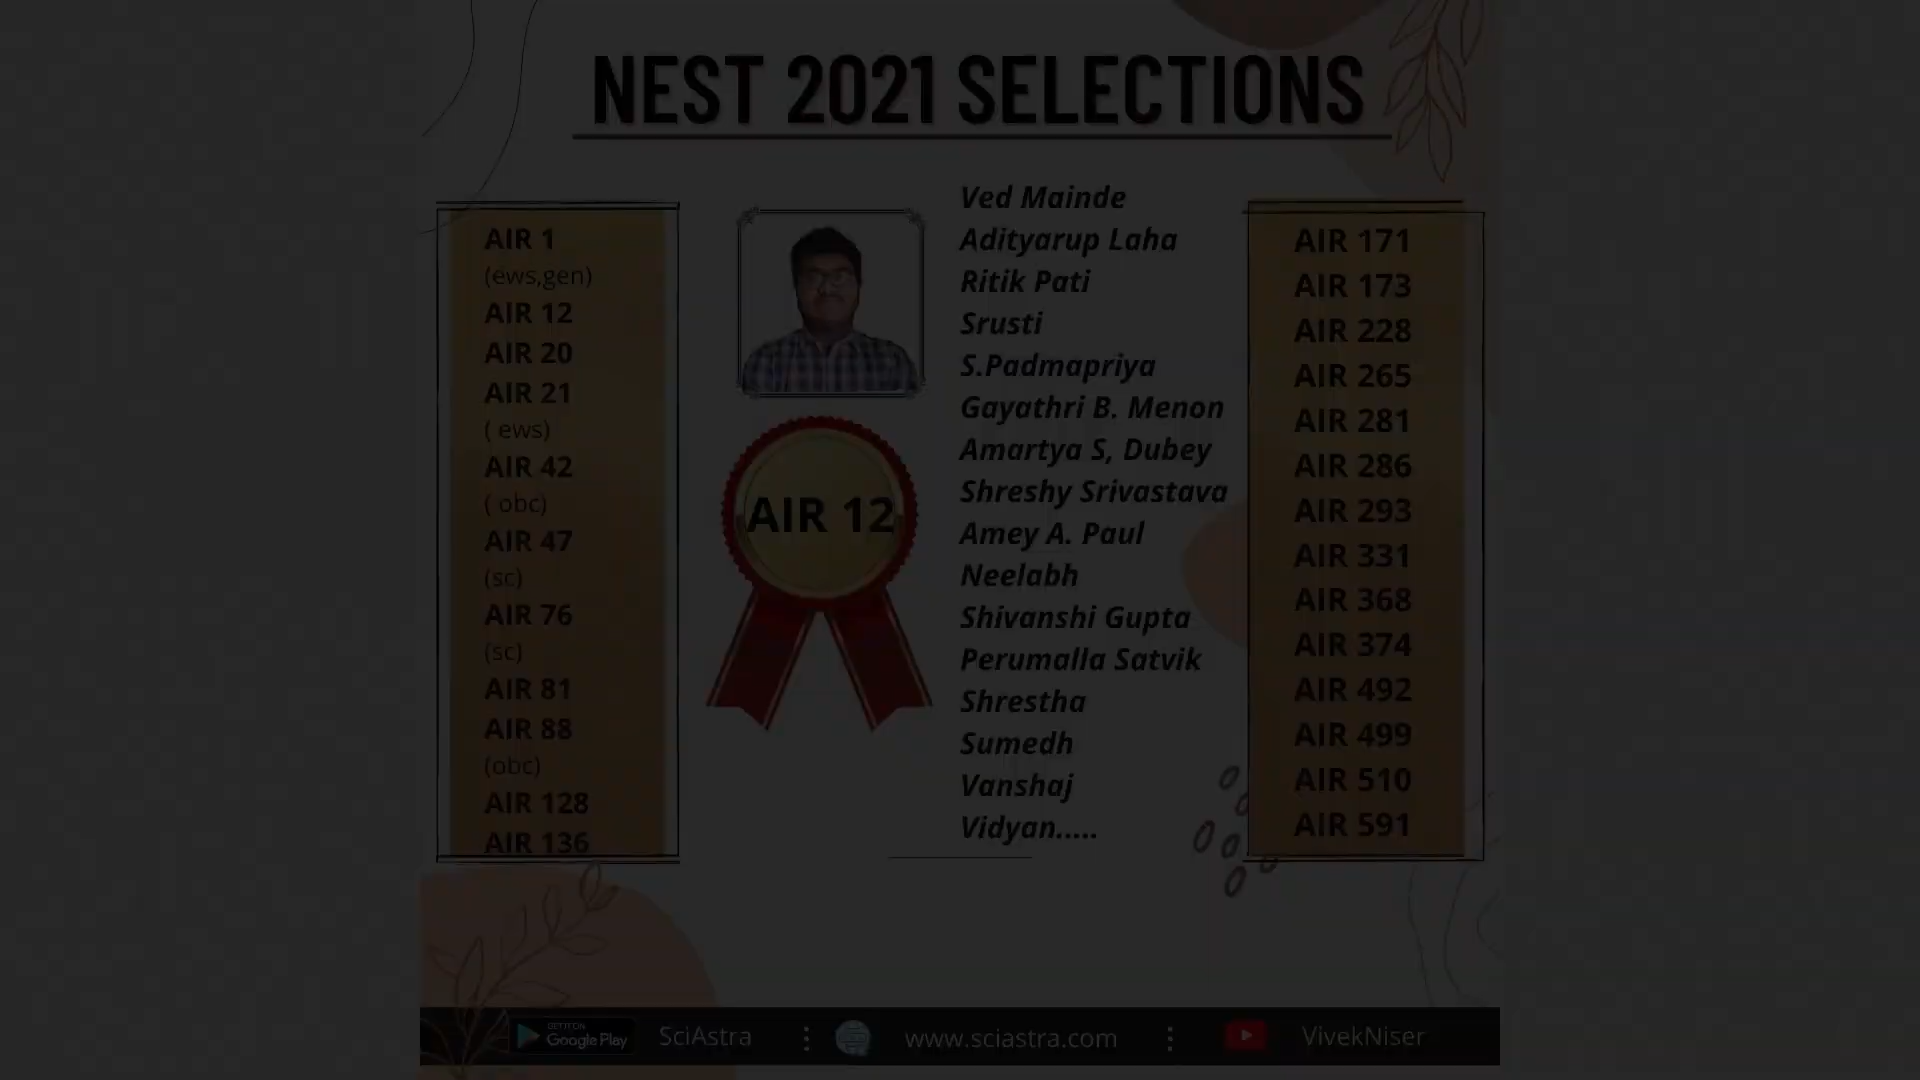 NEST 2021 SELECTIONS
AIR 1
(ews,gen)
AIR 12
AIR 20
AIR 21
( ews)
AIR 42
( obc)
AIR 47
(sc)
AIR 76
(sc)
AIR 81
AIR 88
(obc)
AIR 128
AIR 136
AIR 12
Ved Mainde
Adityarup Laha
Ritik Pati
Srusti
S.Padmapriya
Gayathri B. Menon
Amartya S, Dubey
Shreshy Srivastava
Amey A. Paul
Neelabh
Shivanshi Gupta
Perumalla Satvik
Shrestha
Sumedh
Vanshaj
Vidyan.....
AIR 171
AIR 173
AIR 228
AIR 265
AIR 281
AIR 286
AIR 293
AIR 331
AIR 368
AIR 374
AIR 492
AIR 499
AIR 510
AIR 591
GET IT ON
Google Play
SciAstra
www.sciastra.com
VivekNiser